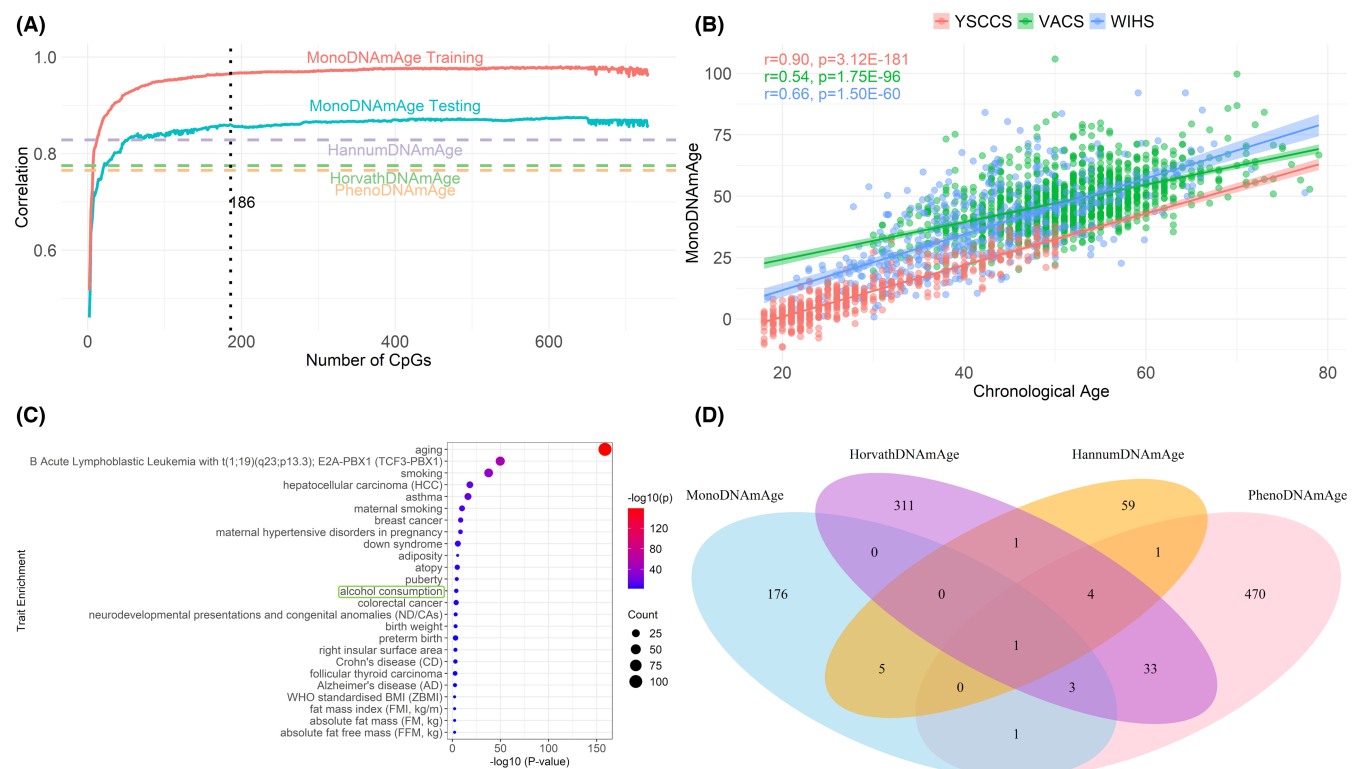 (A)
1.0
0.8
0.6
Correlation
MonoDNAmAge Training
MonoDNAmAge Testing
HannumDNAmAge
HorvathDNAmAge
PhenoDNAmAge
186
0
200
400
600
Number of CpGs
(B)
YSCCS
VACS
WIHS
r=0.90, p=3.12E-181
r=0.54, p=1.75E-96
r=0.66, p=1.50E-60
100
75
50
25
0
MonoDNAmAge
20
40
60
80
Chronological Age
(C)
Trait Enrichment
aging
B Acute Lymphoblastic Leukemia with t(1;19)(q23;p13.3); E2A-PBX1 (TCF3-PBX1)
smoking
hepatocellular carcinoma (HCC)
asthma
maternal smoking
breast cancer
maternal hypertensive disorders in pregnancy
down syndrome
adiposity
atopy
puberty
alcohol consumption
colorectal cancer
neurodevelopmental presentations and congenital anomalies (ND/CAs)
birth weight
preterm birth
right insular surface area
Crohn's disease (CD)
follicular thyroid carcinoma
Alzheimer's disease (AD)
WHO standardised BMI (ZBMI)
fat mass index (FMI, kg/m)
absolute fat mass (FM, kg)
absolute fat free mass (FFM, kg)
0
50
100
150
-log10 (P-value)
-log10(p)
120
80
40
Count
25
50
75
100
(D)
HorvathDNAmAge
HannumDNAmAge
MonoDNAmAge
PhenoDNAmAge
311
59
0
1
1
176
0
4
470
1
5
0
3
33
1